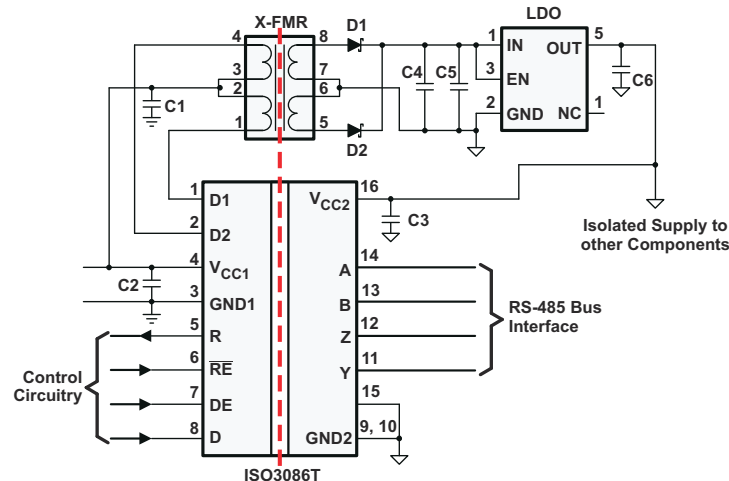 X-FMR
D1
LDO
4
8
1
IN
OUT
5
3
7
C4
C5
3
EN
C6
2
6
C1
2
GND
NC
1
1
5
D2
1
D1
16
VCC2
C3
2
D2
Isolated Supply to
other Components
4
VCC1
14
A
C2
3
GND1
13
B
RS-485 Bus
Interface
5
R
12
Z
6
RE
11
Y
Control
Circuitry
7
DE
15
8
D
9, 10
GND2
ISO3086T